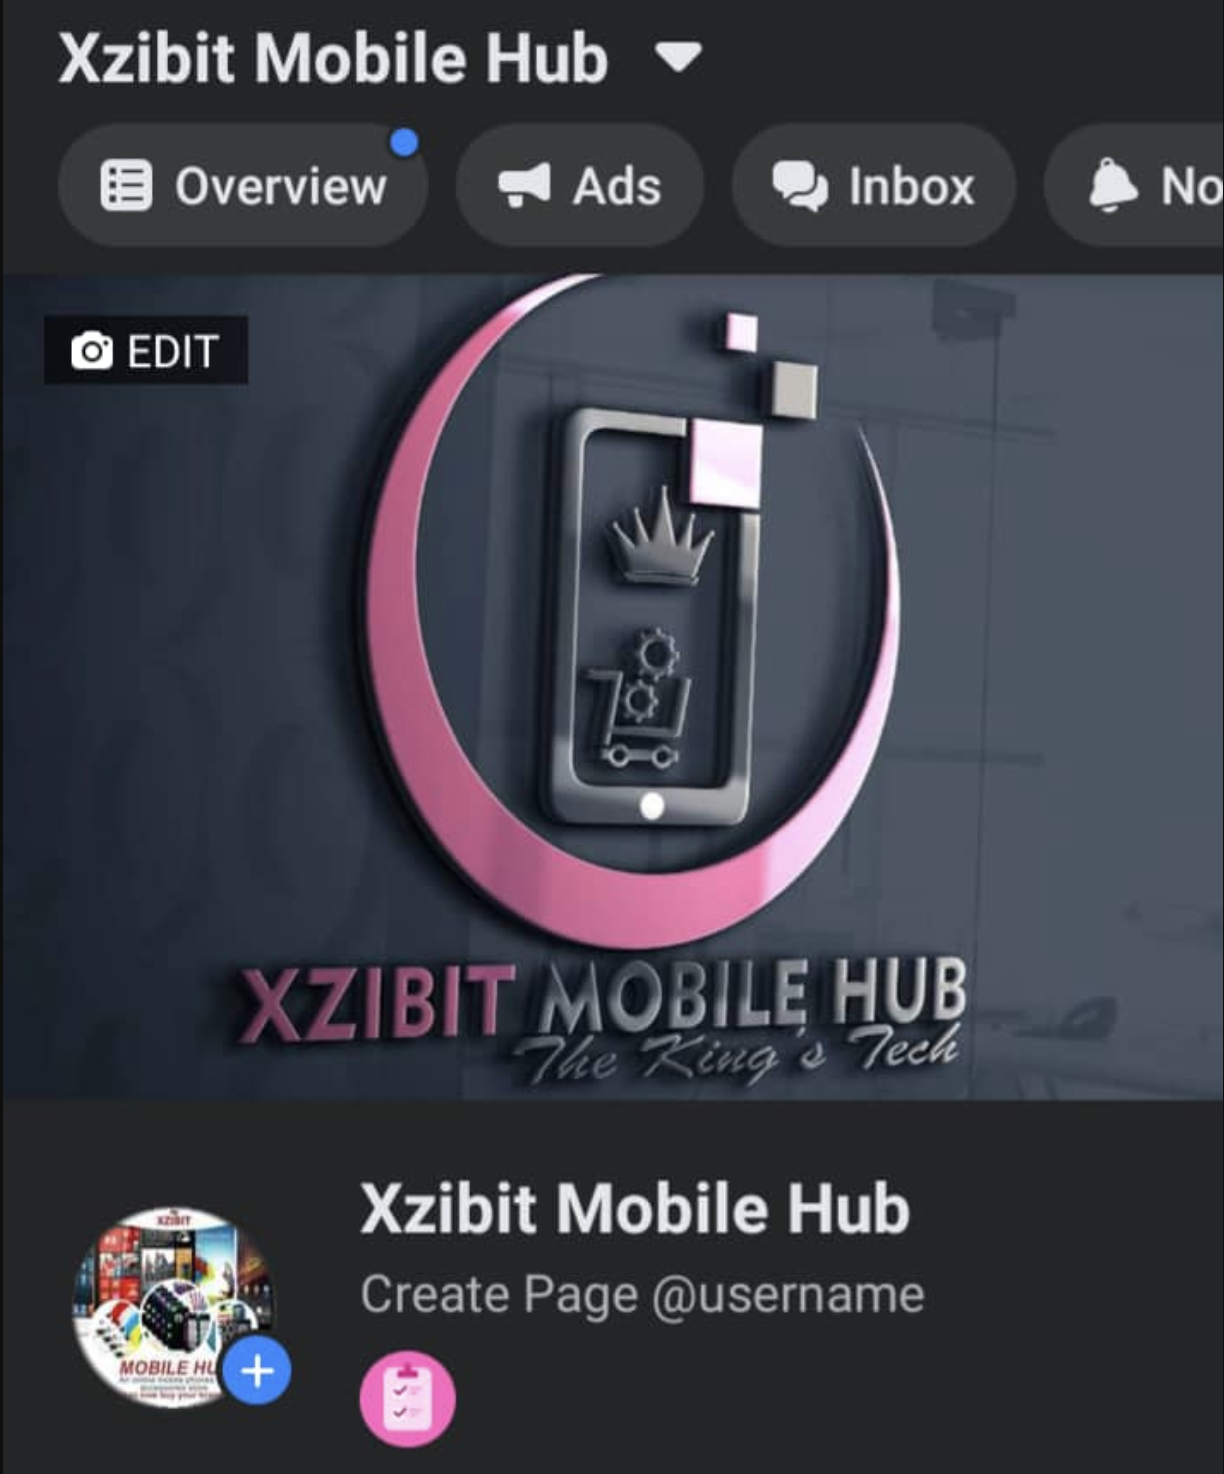 Xzibit Mobile Hub
Overview
Ads
Inbox
No
EDIT
XZIBIT MOBILE HUB
The King's Tech
Xzibit Mobile Hub
Create Page @username
XZIBIT
MOBILE HU